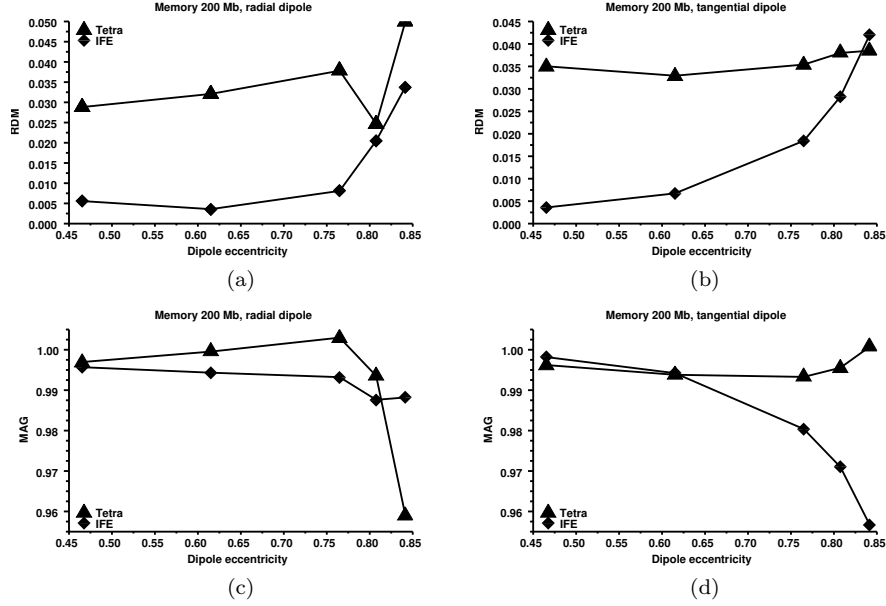 Memory 200 Mb, radial dipole
0.050
0.045
0.040
0.035
0.030
0.025
0.020
0.015
0.010
0.005
0.000
RDM
Tetra
IFE
0.45 0.50 0.55 0.60 0.65 0.70 0.75 0.80 0.85
Dipole eccentricity
(a)
Memory 200 Mb, tangential dipole
0.045
0.040
0.035
0.030
0.025
0.020
0.015
0.010
0.005
0.000
RDM
Tetra
IFE
0.45 0.50 0.55 0.60 0.65 0.70 0.75 0.80 0.85
Dipole eccentricity
(b)
Memory 200 Mb, radial dipole
1.00
0.99
0.98
0.97
0.96
MAG
Tetra
IFE
0.45 0.50 0.55 0.60 0.65 0.70 0.75 0.80 0.85
Dipole eccentricity
(c)
Memory 200 Mb, tangential dipole
1.00
0.99
0.98
0.97
0.96
MAG
Tetra
IFE
0.45 0.50 0.55 0.60 0.65 0.70 0.75 0.80 0.85
Dipole eccentricity
(d)